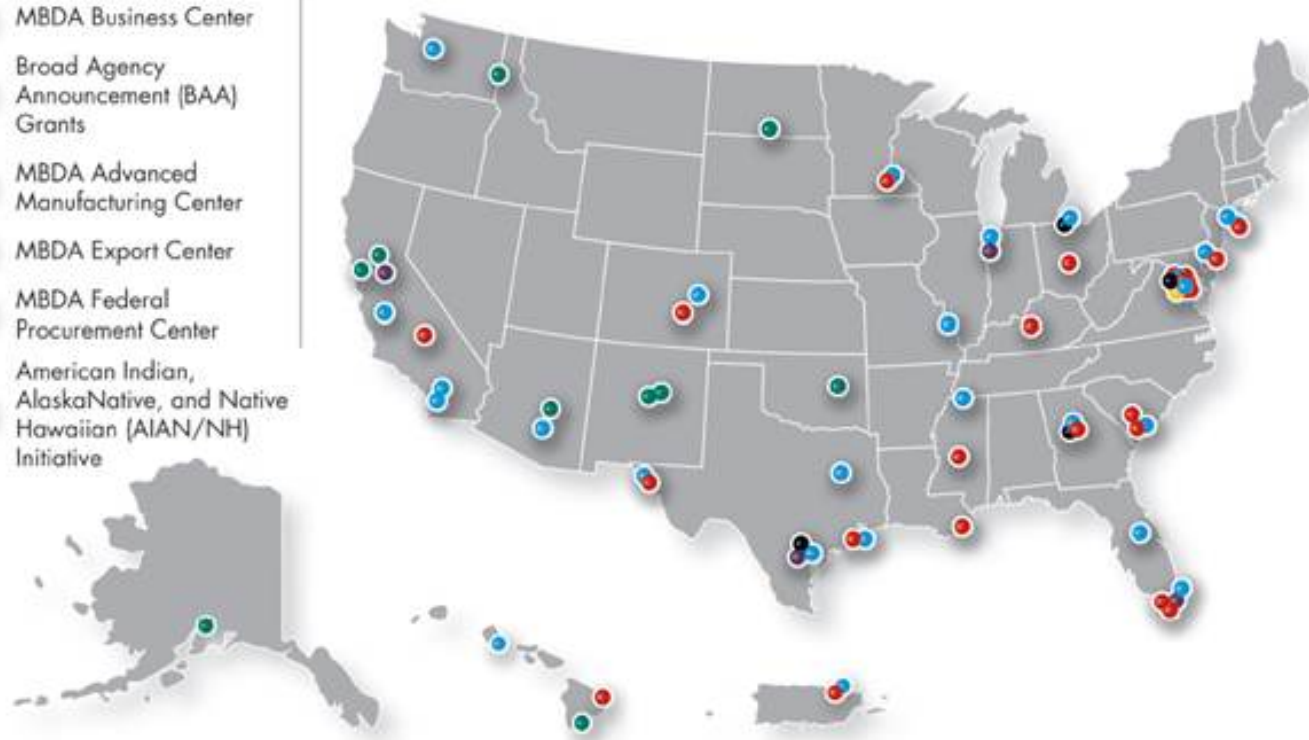 MBDA Business Center
Broad Agency
Announcement (BAA)
Grants
MBDA Advanced
Manufacturing Center
MBDA Export Center
MBDA Federal
Procurement Center
American Indian,
AlaskaNative, and Native
Hawaiian (AIAN/NH)
Initiative